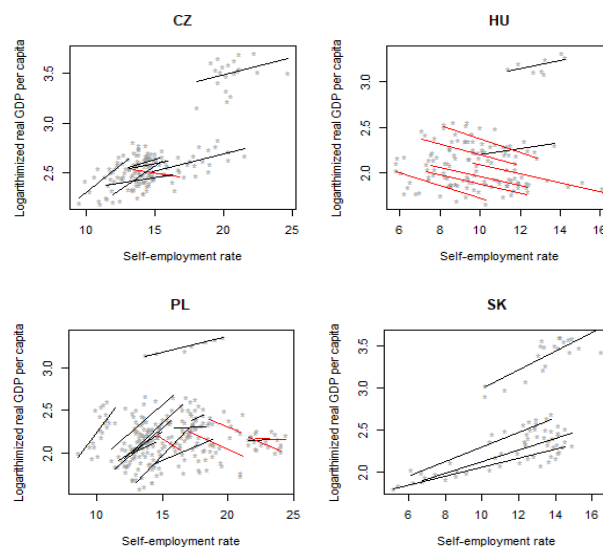 CZ
Logarithmized real GDP per capita
2.5 3.0 3.5
10 15 20 25
Self-employment rate
HU
Logarithmized real GDP per capita
2.0 2.5 3.0
6 8 10 12 14 16
Self-employment rate
PL
Logarithmized real GDP per capita
2.0 2.5 3.0
10 15 20 25
Self-employment rate
SK
Logarithmized real GDP per capita
2.0 2.5 3.0 3.5
6 8 10 12 14 16
Self-employment rate